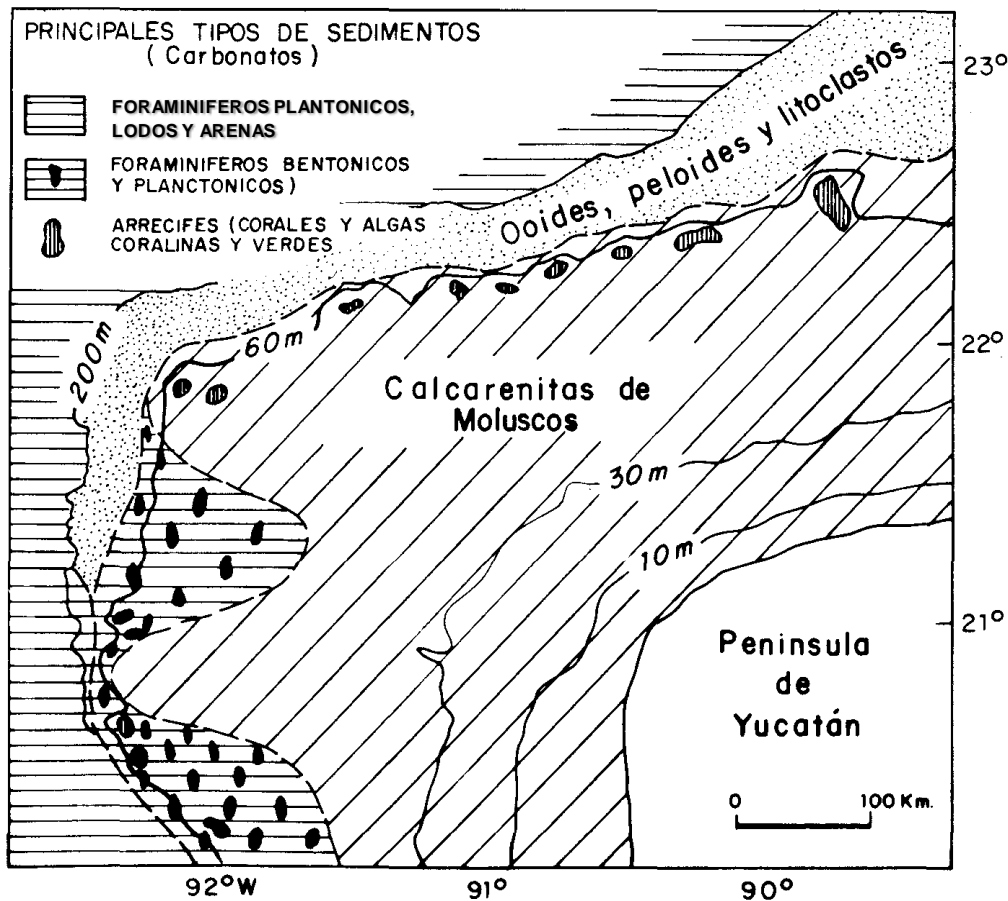 PRINCIPALES TIPOS DE SEDIMENTOS
( Carbonatos )
FORAMINIFEROS PLANTONICOS,
LODOS Y ARENAS
FORAMINIFEROS BENTONICOS
Y PLANCTONICOS)
ARRECIFES (CORALES Y ALGAS
CORALINAS Y VERDES
Ooides, peloides y litoclastos
23°
200m
60m
22°
Calcarenitas de
Moluscos
30m
10m
21°
Peninsula
de
Yucatán
0 100 Km.
92°W 91° 90°